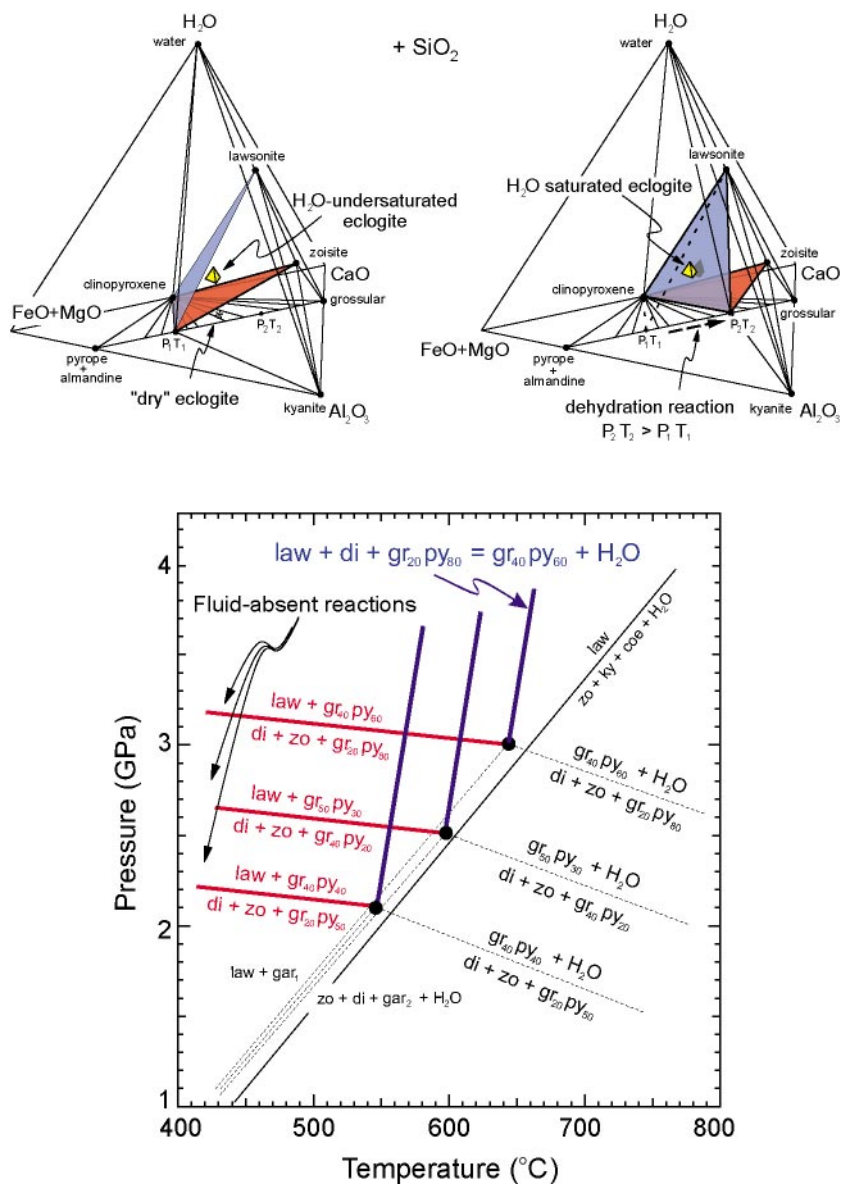 H₂O
water
+ SiO₂
lawsonite
H₂O-undersaturated
eclogite
zoisite
CaO
clinopyroxene
grossular
FeO+MgO
P₁T₁
P₂T₂
pyrope
+
almandine
"dry" eclogite
kyanite
Al₂O₃
H₂O
water
lawsonite
H₂O saturated eclogite
zoisite
CaO
clinopyroxene
grossular
P₁T₁
P₂T₂
FeO+MgO
pyrope
+
almandine
kyanite
Al₂O₃
dehydration reaction
P₂ T₂ > P₁ T₁
4
law + di + gr₂₀py₈₀ = gr₄₀py₆₀ + H₂O
Fluid-absent reactions
law
zo + ky + coe + H₂O
law + gr₄₀py₆₀
di + zo + gr₂₀py₈₀
3
gr₄₀py₆₀ + H₂O
di + zo + gr₂₀py₈₀
law + gr₅₀py₃₀
di + zo + gr₄₀py₂₀
gr₅₀py₃₀ + H₂O
di + zo + gr₄₀py₂₀
law + gr₄₀py₄₀
di + zo + gr₂₀py₅₀
2
gr₄₀py₄₀ + H₂O
di + zo + gr₂₀py₅₀
law + gar₁
zo + di + gar₂ + H₂O
1
Pressure (GPa)
400
500
600
700
800
Temperature (°C)